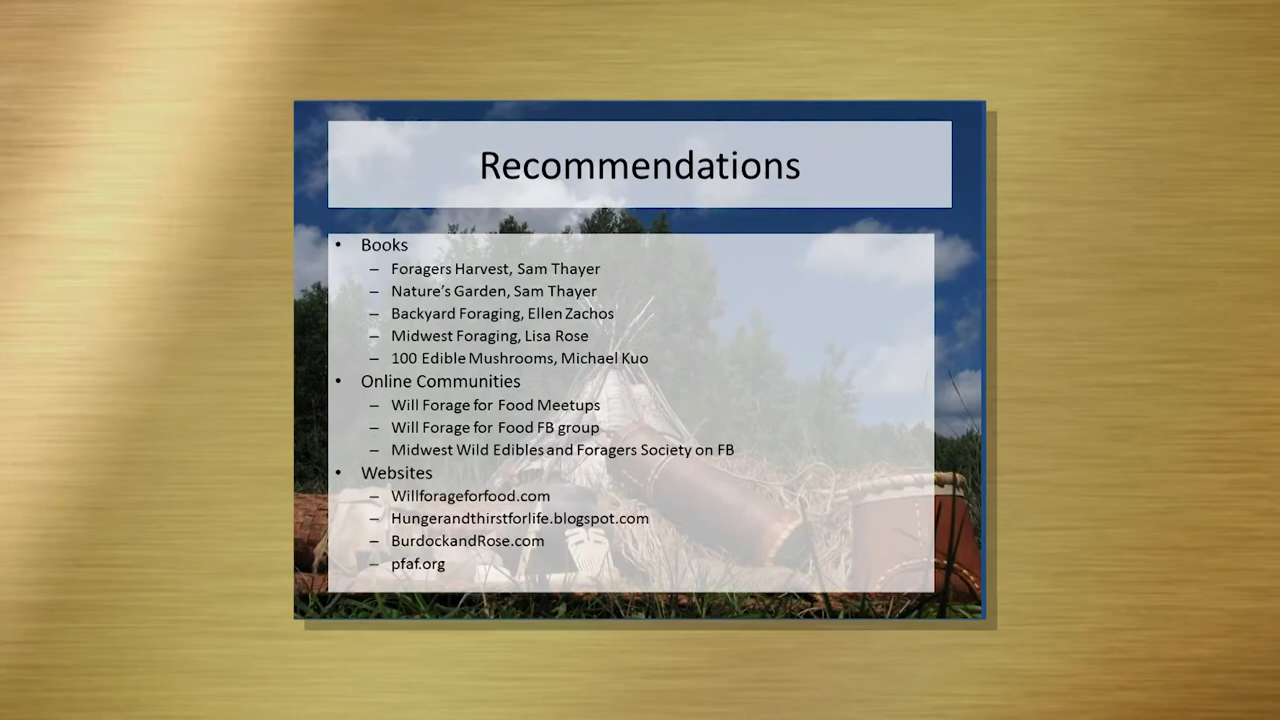 Recommendations
• Books
– Foragers Harvest, Sam Thayer
– Nature's Garden, Sam Thayer
– Backyard Foraging, Ellen Zachos
– Midwest Foraging, Lisa Rose
– 100 Edible Mushrooms, Michael Kuo
• Online Communities
– Will Forage for Food Meetups
– Will Forage for Food FB group
– Midwest Wild Edibles and Foragers Society on FB
• Websites
– Willforageforfood.com
– Hungerandthirstforlife.blogspot.com
– BurdockandRose.com
– pfaf.org